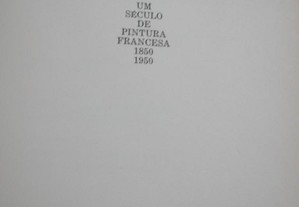 UM
SÉCULO
DE
PINTURA
FRANCESA
1850
1950